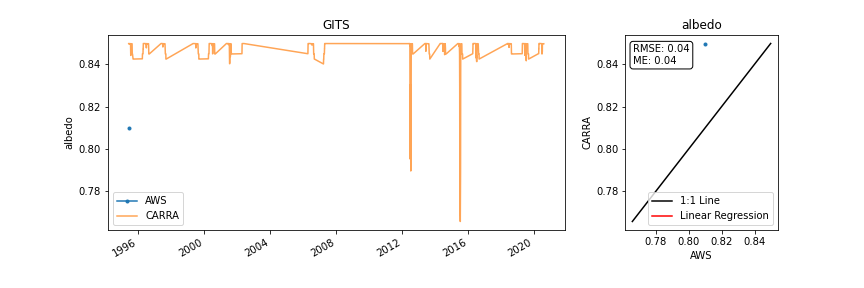 GITS
albedo
0.84
0.82
0.80
0.78
1996
2000
2004
2008
2012
2016
2020
AWS
CARRA
albedo
CARRA
0.84
0.82
0.80
0.78
RMSE: 0.04
ME: 0.04
1:1 Line
Linear Regression
0.78
0.80
0.82
0.84
AWS